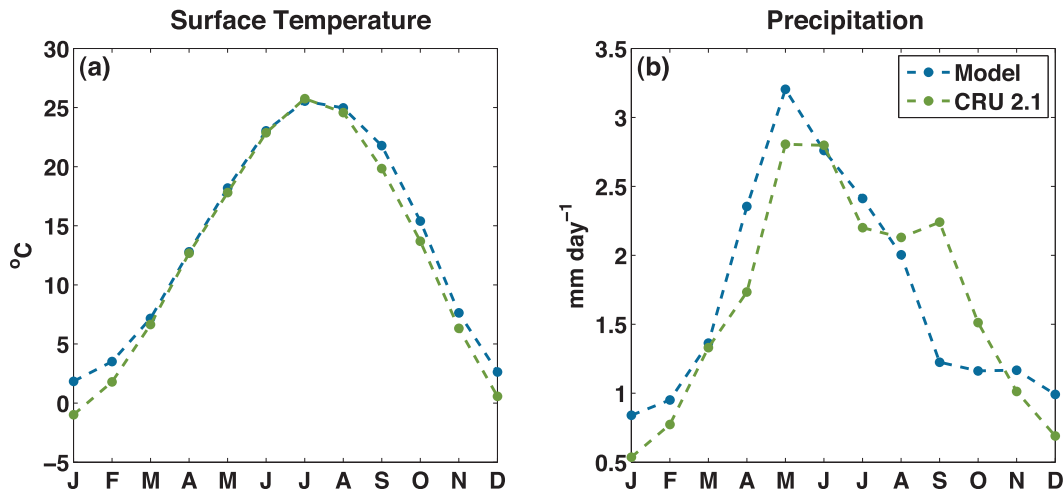 Surface Temperature
(a)
30
25
20
15
10
5
0
−5
°C
J F M A M J J A S O N D
Precipitation
(b)
Model
CRU 2.1
3.5
3
2.5
2
1.5
1
0.5
mm day⁻¹
J F M A M J J A S O N D